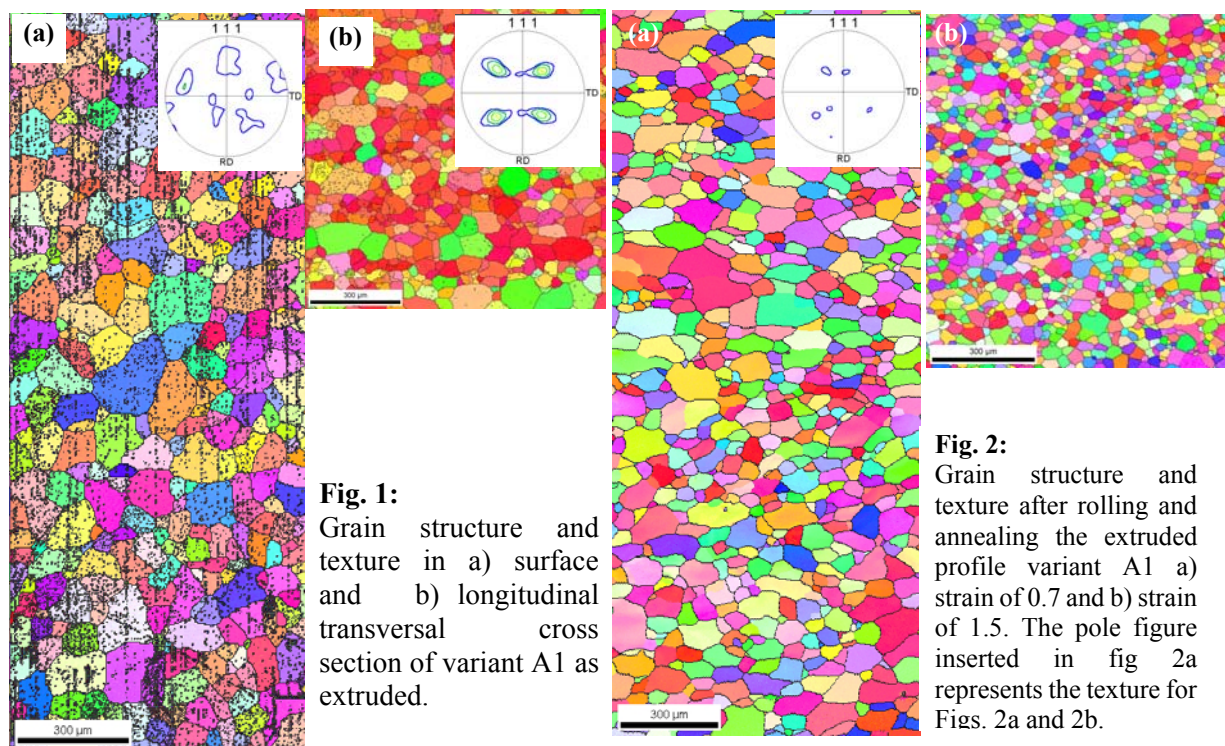 (a)
1 1 1
TD
RD
300 µm
(b)
1 1 1
TD
RD
300 µm
Fig. 1:
Grain structure and
texture in a) surface
and b) longitudinal
transversal cross
section of variant A1 as
extruded.
(a)
1 1 1
TD
RD
300 µm
(b)
300 µm
Fig. 2:
Grain structure and
texture after rolling and
annealing the extruded
profile variant A1 a)
strain of 0.7 and b) strain
of 1.5. The pole figure
inserted in fig 2a
represents the texture for
Figs. 2a and 2b.